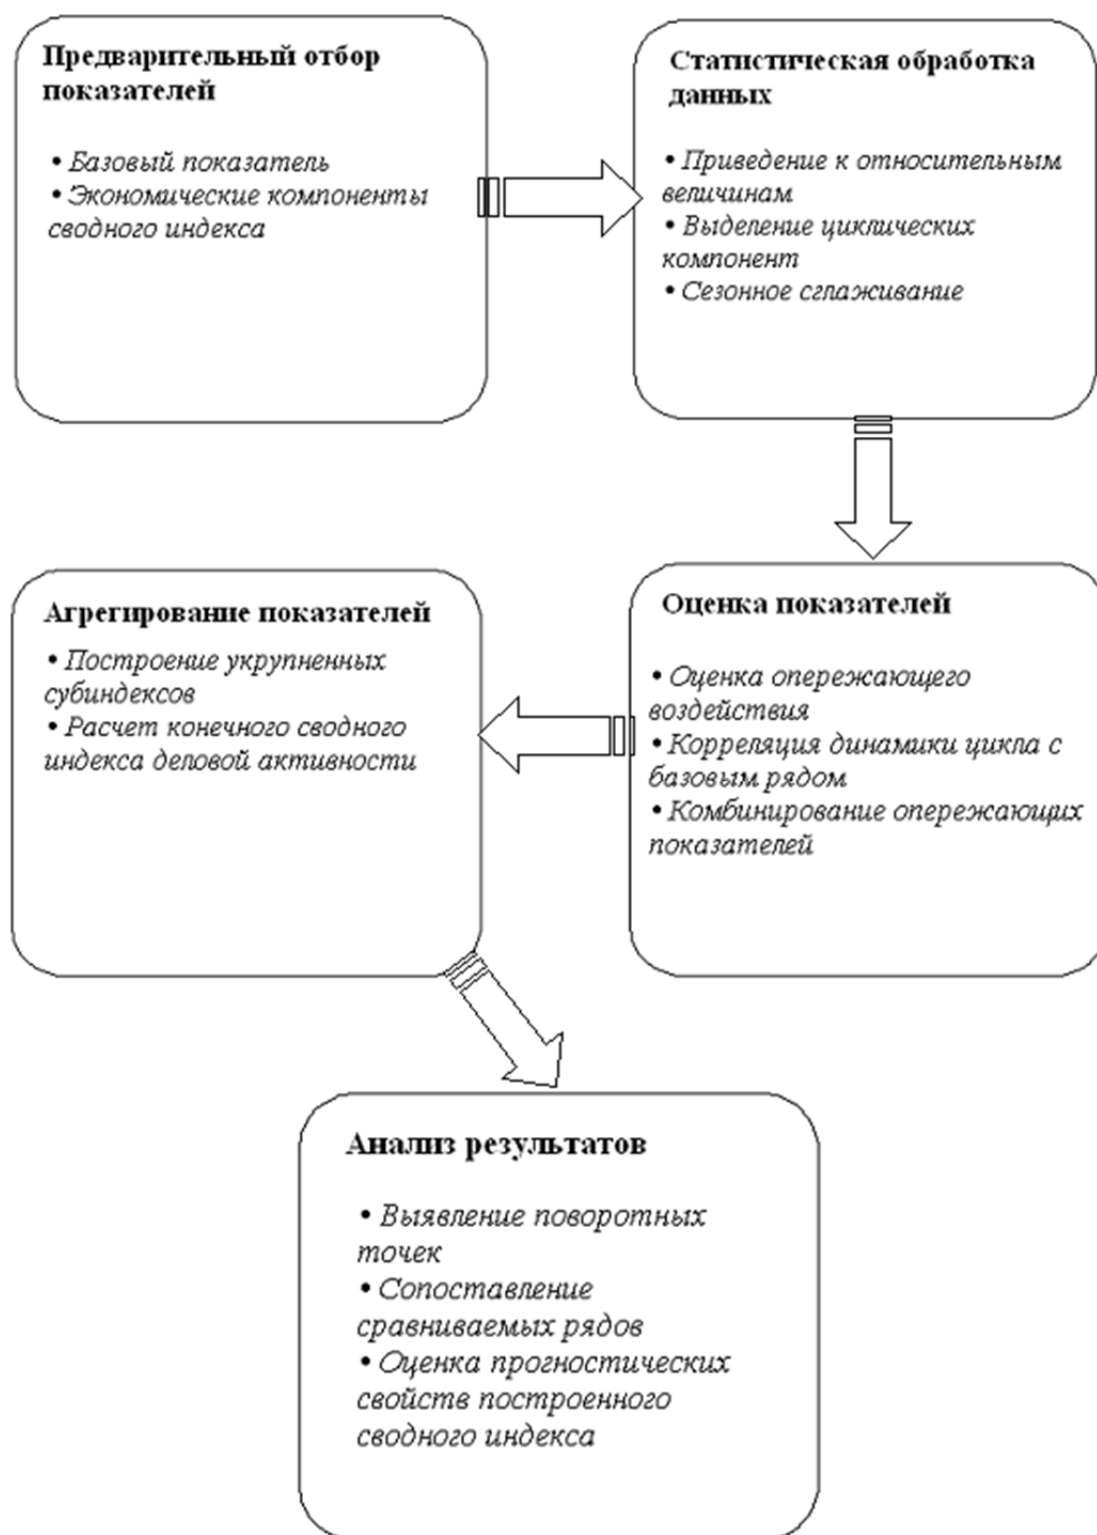 Предварительный отбор
показателей
• Базовый показатель
• Экономические компоненты
сводного индекса
Статистическая обработка
данных
• Приведение к относительным
величинам
• Выделение циклических
компонент
• Сезонное сглаживание
Оценка показателей
• Оценка опережающего
воздействия
• Корреляция динамики цикла с
базовым рядом
• Комбинирование опережающих
показателей
Агрегирование показателей
• Построение укрупненных
субиндексов
• Расчет конечного сводного
индекса деловой активности
Анализ результатов
• Выявление поворотных
точек
• Сопоставление
сравниваемых рядов
• Оценка прогностических
свойств построенного
сводного индекса